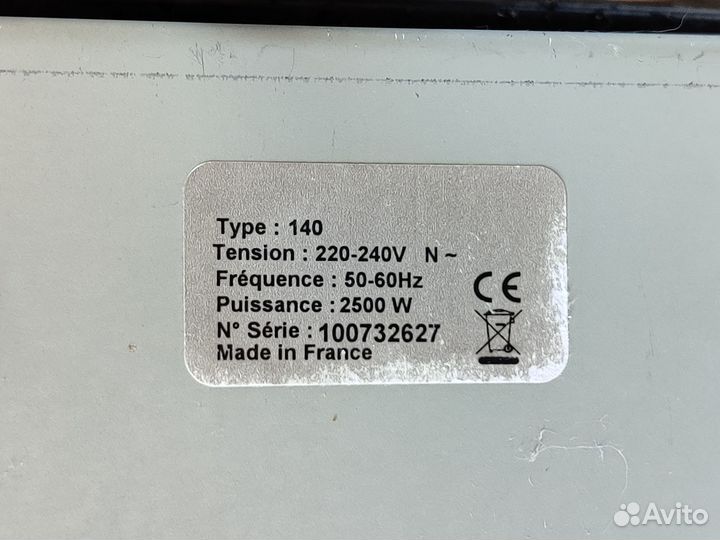 Type : 140
Tension : 220-240V N ~
Fréquence : 50-60Hz
Puissance : 2500 W
N° Série : 100732627
Made in France
CE
Avito